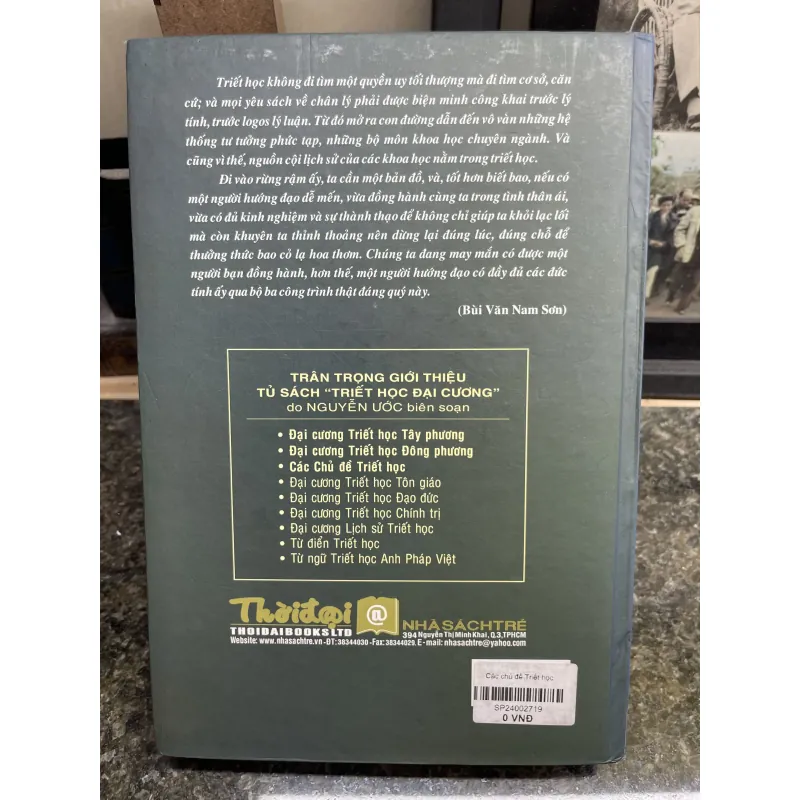 Triết học không đi tìm một quyền uy tối thượng mà đi tìm cơ sở, căn
cứ; và mọi yêu sách về chân lý phải được biện minh công khai trước lý
tính, trước logos lý luận. Từ đó mở ra con đường dẫn đến vô vàn những hệ
thống tư tưởng phức tạp, những bộ môn khoa học chuyên ngành. Và
cũng vì thế, nguồn cội lịch sử của các khoa học nằm trong triết học.
Đi vào rừng rậm ấy, ta cần một bản đồ, và, tốt hơn biết bao, nếu có
một người hướng đạo dễ mến, vừa đồng hành cùng ta trong tình thân ái,
vừa có đủ kinh nghiệm và sự thành thạo để không chỉ giúp ta khỏi lạc lối
mà còn khuyên ta thỉnh thoảng nên dừng lại đúng lúc, đúng chỗ để
thưởng thức bao cỏ lạ hoa thơm. Chúng ta đang may mắn có được một
người bạn đồng hành, hơn thế, một người hướng đạo có đầy đủ các đức
tính ấy qua bộ ba công trình thật đáng quý này.
(Bùi Văn Nam Sơn)
TRÂN TRỌNG GIỚI THIỆU
TỦ SÁCH “TRIẾT HỌC ĐẠI CƯƠNG”
do NGUYỄN ƯỚC biên soạn
• Đại cương Triết học Tây phương
• Đại cương Triết học Đông phương
• Các Chủ đề Triết học
• Đại cương Triết học Tôn giáo
• Đại cương Triết học Đạo đức
• Đại cương Triết học Chính trị
• Đại cương Lịch sử Triết học
• Từ điển Triết học
• Từ ngữ Triết học Anh Pháp Việt
Thời đại @ NHÀ SÁCH TRẺ
THOIDAIBOOKS LTD 394 Nguyễn Thị Minh Khai, Q.3, TPHCM
Website: www.nhasachtre.vn -ĐT: 38344030 -Fax: 38344029. E-mail: nhasachtre@yahoo.com
Các chủ đề Triết học
SP24002719
0 VNĐ